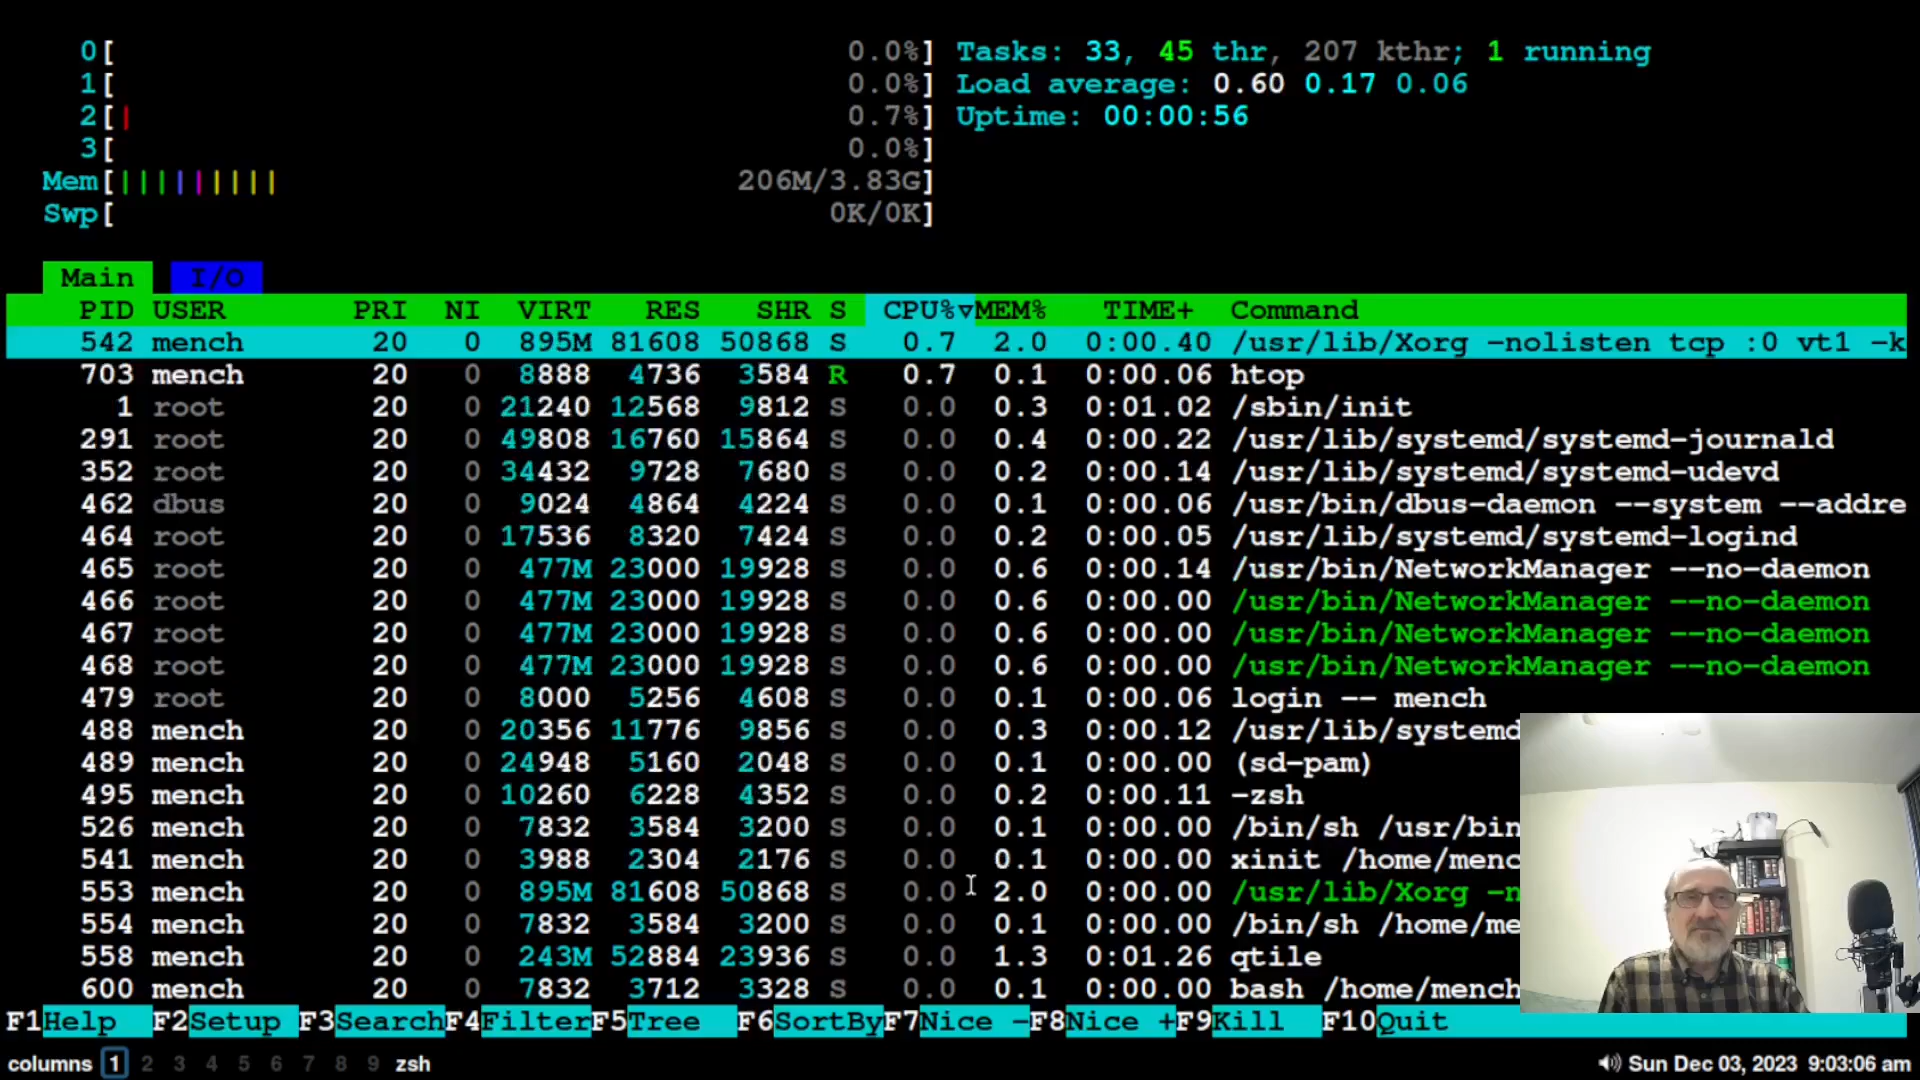 0[ 0.0%] Tasks: 33, 45 thr, 207 kthr; 1 running
1[ 0.0%] Load average: 0.60 0.17 0.06
2[| 0.7%] Uptime: 00:00:56
3[ 0.0%]
Mem[||||||||| 206M/3.83G]
Swp[ 0K/0K]
Main I/O
PID USER PRI NI VIRT RES SHR S CPU%▽MEM% TIME+ Command
542 mench 20 0 895M 81608 50868 S 0.7 2.0 0:00.40 /usr/lib/Xorg -nolisten tcp :0 vt1 -k
703 mench 20 0 8888 4736 3584 R 0.7 0.1 0:00.06 htop
1 root 20 0 21240 12568 9812 S 0.0 0.3 0:01.02 /sbin/init
291 root 20 0 49808 16760 15864 S 0.0 0.4 0:00.22 /usr/lib/systemd/systemd-journald
352 root 20 0 34432 9728 7680 S 0.0 0.2 0:00.14 /usr/lib/systemd/systemd-udevd
462 dbus 20 0 9024 4864 4224 S 0.0 0.1 0:00.06 /usr/bin/dbus-daemon --system --addre
464 root 20 0 17536 8320 7424 S 0.0 0.2 0:00.05 /usr/lib/systemd/systemd-logind
465 root 20 0 477M 23000 19928 S 0.0 0.6 0:00.14 /usr/bin/NetworkManager --no-daemon
466 root 20 0 477M 23000 19928 S 0.0 0.6 0:00.00 /usr/bin/NetworkManager --no-daemon
467 root 20 0 477M 23000 19928 S 0.0 0.6 0:00.00 /usr/bin/NetworkManager --no-daemon
468 root 20 0 477M 23000 19928 S 0.0 0.6 0:00.00 /usr/bin/NetworkManager --no-daemon
479 root 20 0 8000 5256 4608 S 0.0 0.1 0:00.06 login -- mench
488 mench 20 0 20356 11776 9856 S 0.0 0.3 0:00.12 /usr/lib/systemd
489 mench 20 0 24948 5160 2048 S 0.0 0.1 0:00.00 (sd-pam)
495 mench 20 0 10260 6228 4352 S 0.0 0.2 0:00.11 -zsh
526 mench 20 0 7832 3584 3200 S 0.0 0.1 0:00.00 /bin/sh /usr/bin
541 mench 20 0 3988 2304 2176 S 0.0 0.1 0:00.00 xinit /home/menc
553 mench 20 0 895M 81608 50868 S 0.0 2.0 0:00.00 /usr/lib/Xorg -n
554 mench 20 0 7832 3584 3200 S 0.0 0.1 0:00.00 /bin/sh /home/me
558 mench 20 0 243M 52884 23936 S 0.0 1.3 0:01.26 qtile
600 mench 20 0 7832 3712 3328 S 0.0 0.1 0:00.00 bash /home/mench
F1Help F2Setup F3SearchF4FilterF5Tree F6SortByF7Nice -F8Nice +F9Kill F10Quit
columns 1 2 3 4 5 6 7 8 9 zsh Sun Dec 03, 2023 9:03:06 am